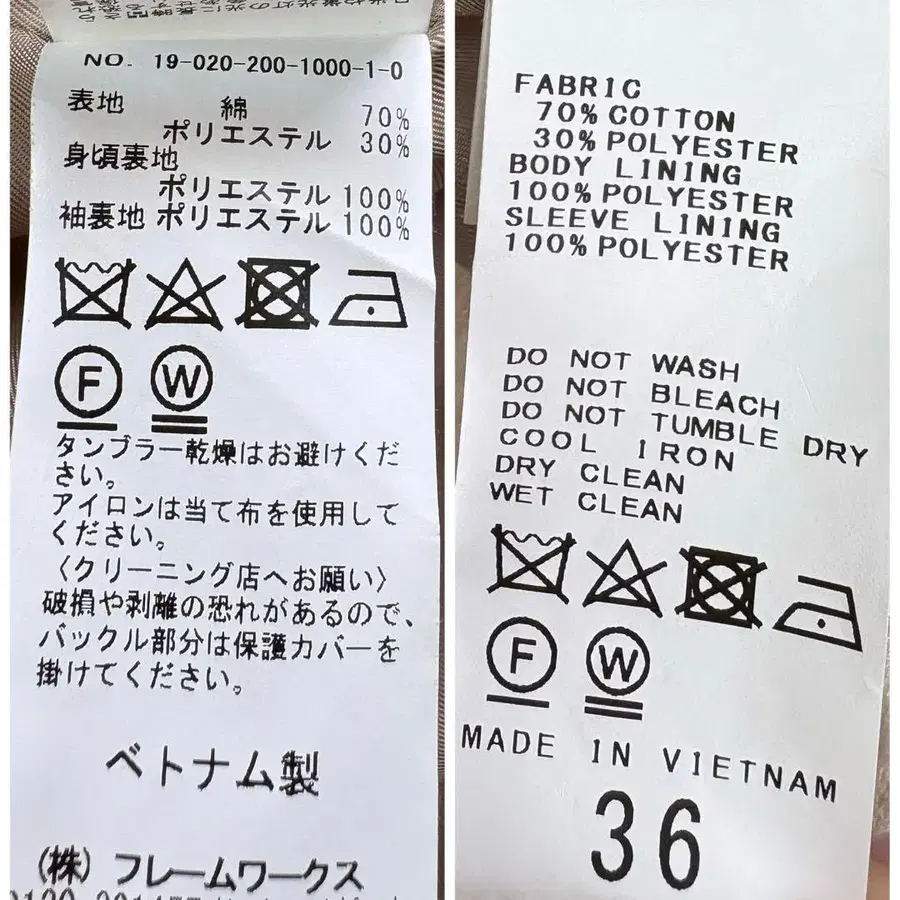 NO. 19-020-200-1000-1-0
表地 綿 70%
ポリエステル 30%
身頃裏地
ポリエステル 100%
袖裏地 ポリエステル 100%
F W
タンブラー乾燥はお避けくだ
さい。
アイロンは当て布を使用して
ください。
〈クリーニング店へお願い〉
破損や剥離の恐れがあるので、
バックル部分は保護カバーを
掛けてください。
ベトナム製
(株) フレームワークス
FABRIC
70% COTTON
30% POLYESTER
BODY LINING
100% POLYESTER
SLEEVE LINING
100% POLYESTER
DO NOT WASH
DO NOT BLEACH
DO NOT TUMBLE DRY
COOL IRON
DRY CLEAN
WET CLEAN
F W
MADE IN VIETNAM
36